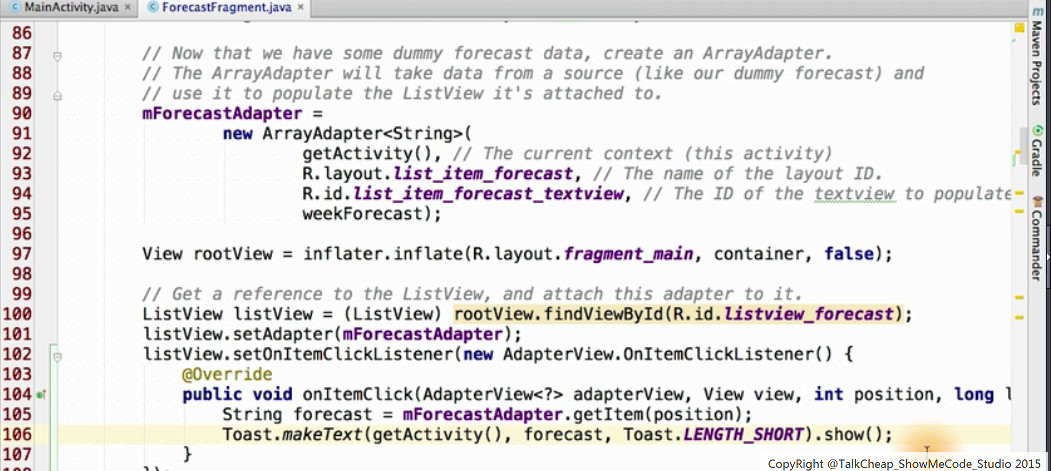 MainActivity.java × ForecastFragment.java ×
86
87 // Now that we have some dummy forecast data, create an ArrayAdapter.
88 // The ArrayAdapter will take data from a source (like our dummy forecast) and
89 // use it to populate the ListView it's attached to.
90 mForecastAdapter =
91 new ArrayAdapter<String>(
92 getActivity(), // The current context (this activity)
93 R.layout.list_item_forecast, // The name of the layout ID.
94 R.id.list_item_forecast_textview, // The ID of the textview to populate
95 weekForecast);
96
97 View rootView = inflater.inflate(R.layout.fragment_main, container, false);
98
99 // Get a reference to the ListView, and attach this adapter to it.
100 ListView listView = (ListView) rootView.findViewById(R.id.listview_forecast);
101 listView.setAdapter(mForecastAdapter);
102 listView.setOnItemClickListener(new AdapterView.OnItemClickListener() {
103 @Override
104 public void onItemClick(AdapterView<?> adapterView, View view, int position, long l
105 String forecast = mForecastAdapter.getItem(position);
106 Toast.makeText(getActivity(), forecast, Toast.LENGTH_SHORT).show();
107 }
Maven Projects
Gradle
Commander
CopyRight @TalkCheap_ShowMeCode_Studio 2015